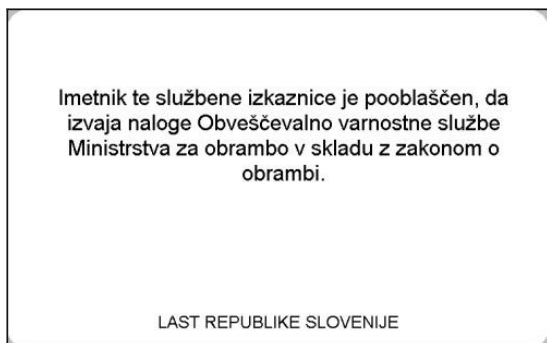 Imetnik te službene izkaznice je pooblaščen, da
izvaja naloge Obveščevalno varnostne službe
Ministrstva za obrambo v skladu z zakonom o
obrambi.
LAST REPUBLIKE SLOVENIJE